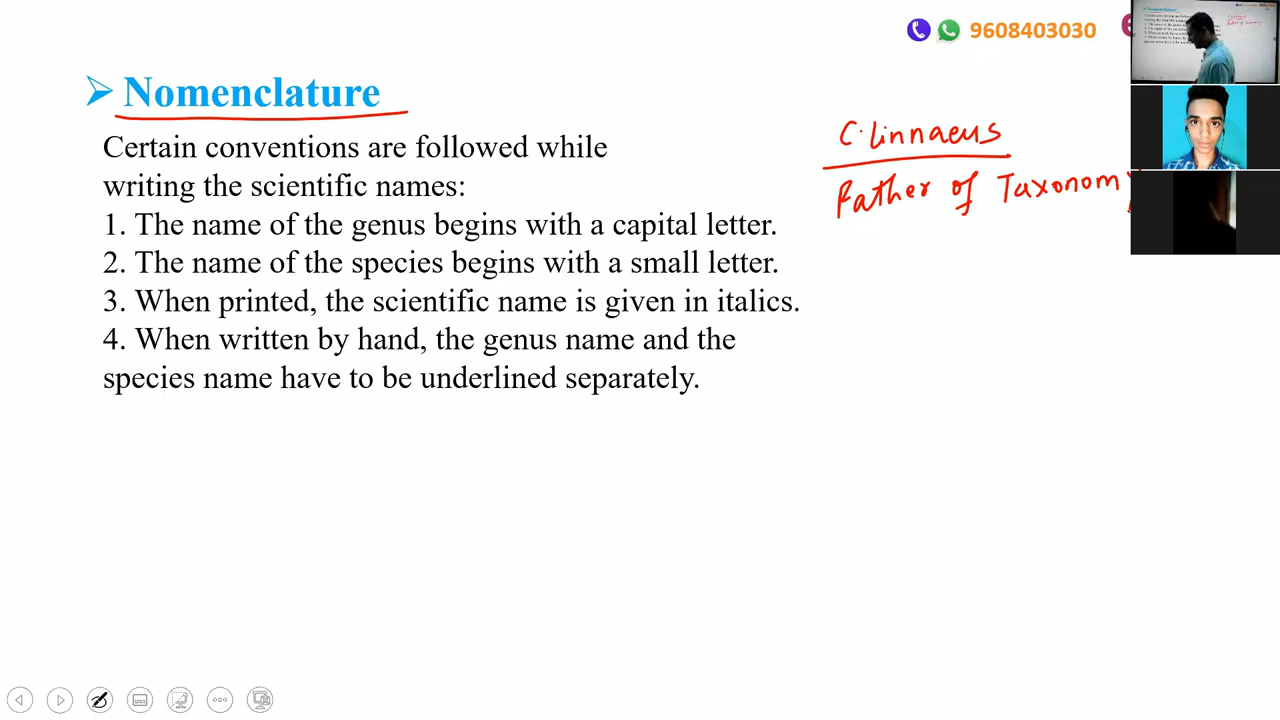 9608403030
Nomenclature
Certain conventions are followed while
writing the scientific names:
1. The name of the genus begins with a capital letter.
2. The name of the species begins with a small letter.
3. When printed, the scientific name is given in italics.
4. When written by hand, the genus name and the
species name have to be underlined separately.
C. Linnaeus
Father of Taxonomy